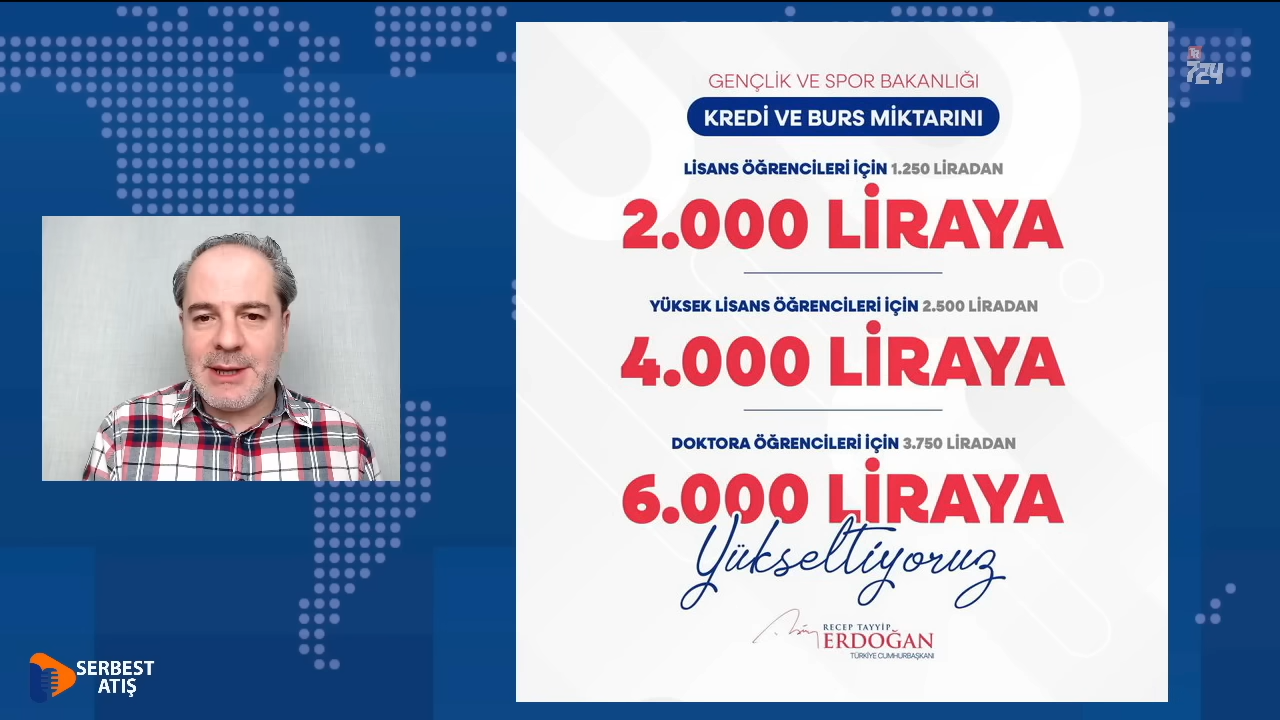 TR
724
GENÇLİK VE SPOR BAKANLIĞI
KREDİ VE BURS MİKTARINI
LİSANS ÖĞRENCİLERİ İÇİN 1.250 LİRADAN
2.000 LİRAYA
YÜKSEK LİSANS ÖĞRENCİLERİ İÇİN 2.500 LİRADAN
4.000 LİRAYA
DOKTORA ÖĞRENCİLERİ İÇİN 3.750 LİRADAN
6.000 LİRAYA
Yükseltiyoruz
RECEP TAYYİP
ERDOĞAN
TÜRKİYE CUMHURBAŞKANI
SERBEST
ATIŞ